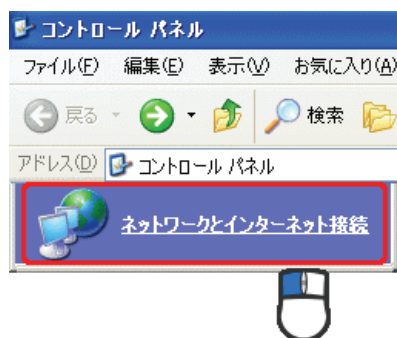 コントロール パネル
ファイル(F) 編集(E) 表示(V) お気に入り(A)
戻る 検索
アドレス(D) コントロール パネル
ネットワークとインターネット接続